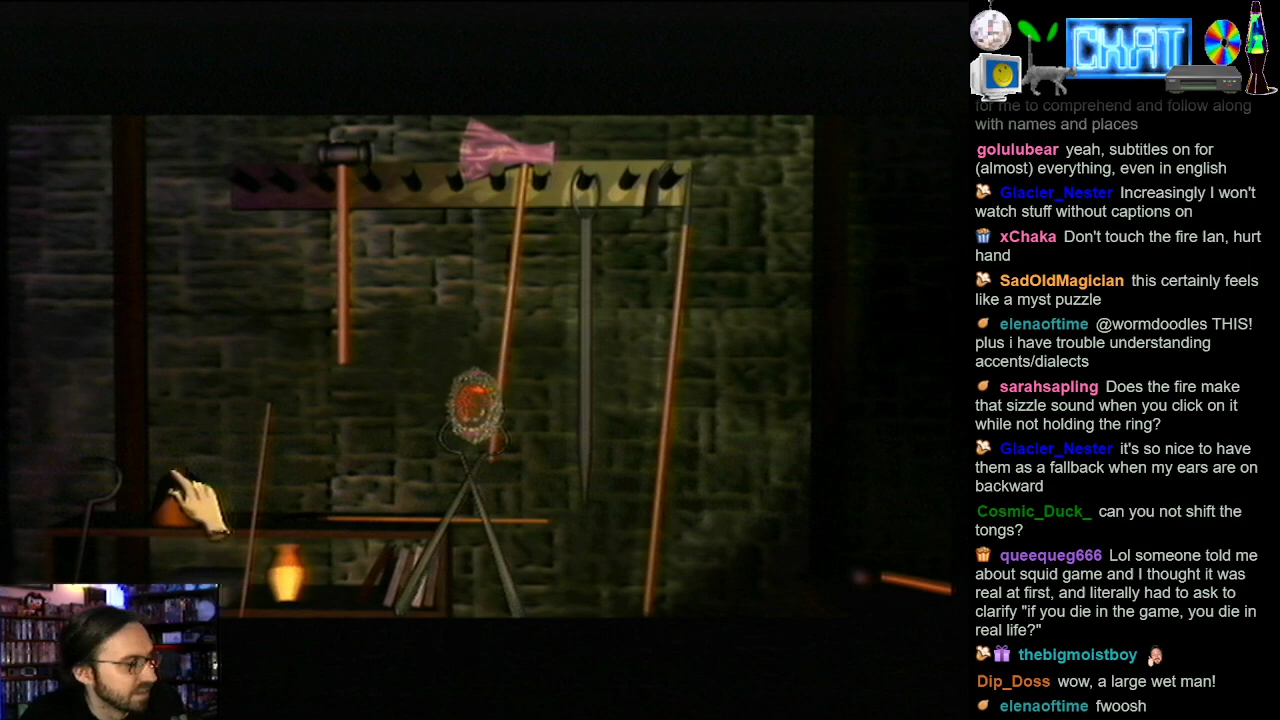 CHAT
for me to comprehend and follow along
with names and places
golulubear yeah, subtitles on for
(almost) everything, even in english
Glacier_Nester Increasingly I won't
watch stuff without captions on
xChaka Don't touch the fire Ian, hurt
hand
SadOldMagician this certainly feels
like a myst puzzle
elenaoftime @wormdoodles THIS!
plus i have trouble understanding
accents/dialects
sarahsapling Does the fire make
that sizzle sound when you click on it
while not holding the ring?
Glacier_Nester it's so nice to have
them as a fallback when my ears are on
backward
Cosmic_Duck_ can you not shift the
tongs?
queequeg666 Lol someone told me
about squid game and I thought it was
real at first, and literally had to ask to
clarify "if you die in the game, you die in
real life?"
thebigmoistboy
Dip_Doss wow, a large wet man!
elenaoftime fwoosh